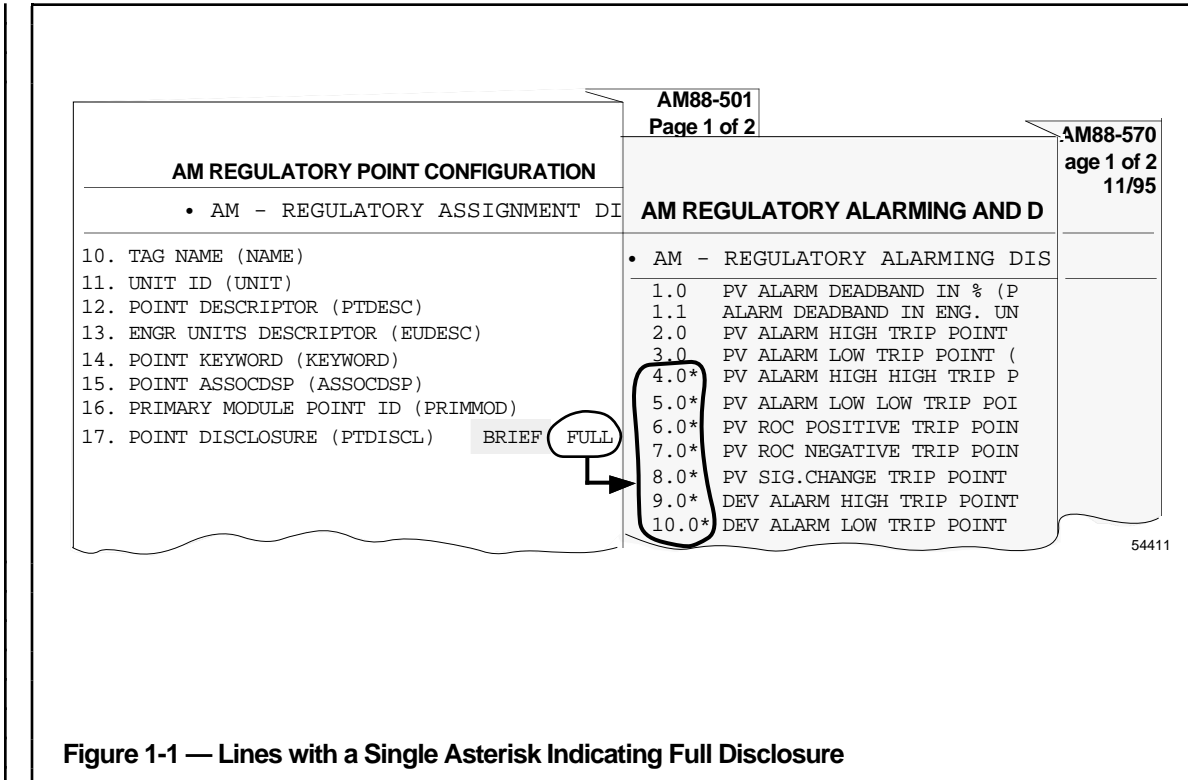 AM88-501
Page 1 of 2
AM REGULATORY POINT CONFIGURATION
• AM - REGULATORY ASSIGNMENT DI
10. TAG NAME (NAME)
11. UNIT ID (UNIT)
12. POINT DESCRIPTOR (PTDESC)
13. ENGR UNITS DESCRIPTOR (EUDESC)
14. POINT KEYWORD (KEYWORD)
15. POINT ASSOCDSP (ASSOCDSP)
16. PRIMARY MODULE POINT ID (PRIMMOD)
17. POINT DISCLOSURE (PTDISCL) BRIEF FULL
AM88-570
age 1 of 2
11/95
AM REGULATORY ALARMING AND D
• AM - REGULATORY ALARMING DIS
1.0 PV ALARM DEADBAND IN % (P
1.1 ALARM DEADBAND IN ENG. UN
2.0 PV ALARM HIGH TRIP POINT
3.0 PV ALARM LOW TRIP POINT (
4.0* PV ALARM HIGH HIGH TRIP P
5.0* PV ALARM LOW LOW TRIP POI
6.0* PV ROC POSITIVE TRIP POIN
7.0* PV ROC NEGATIVE TRIP POIN
8.0* PV SIG.CHANGE TRIP POINT
9.0* DEV ALARM HIGH TRIP POINT
10.0* DEV ALARM LOW TRIP POINT
54411
Figure 1-1 — Lines with a Single Asterisk Indicating Full Disclosure